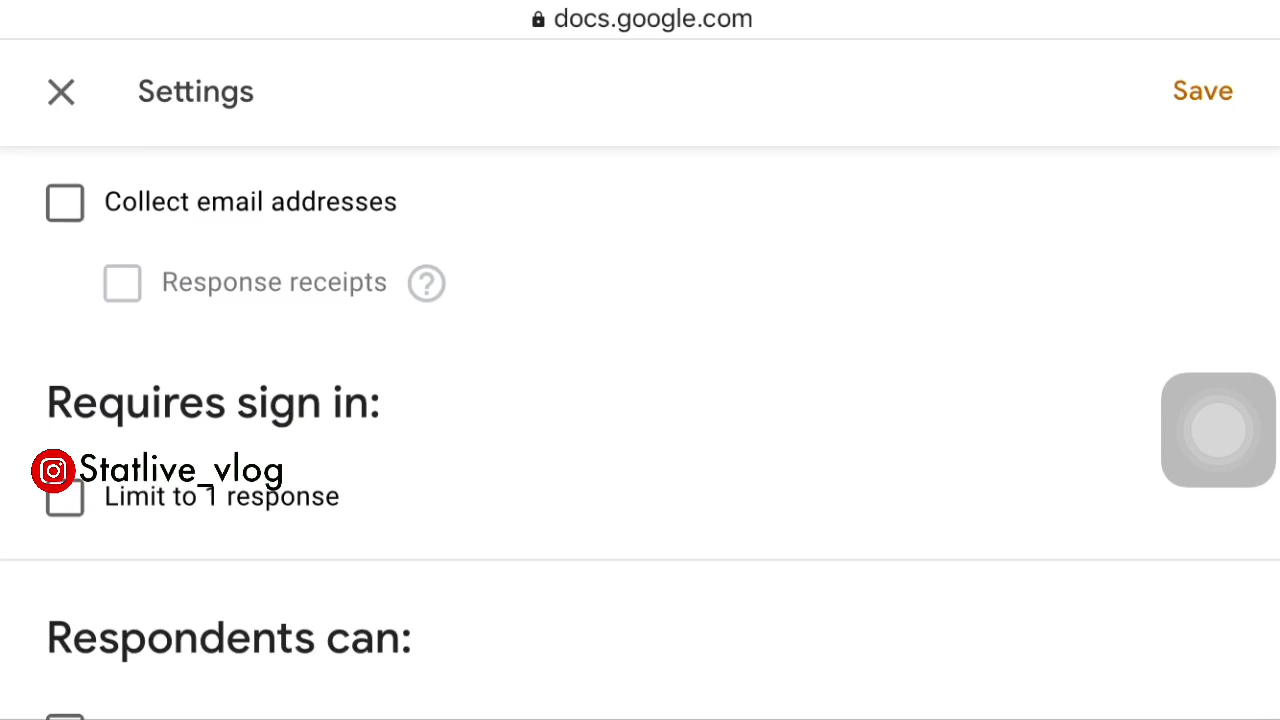 docs.google.com
Settings
Save
Collect email addresses
Response receipts
?
Requires sign in:
Statlive_vlog
Limit to 1 response
Respondents can: